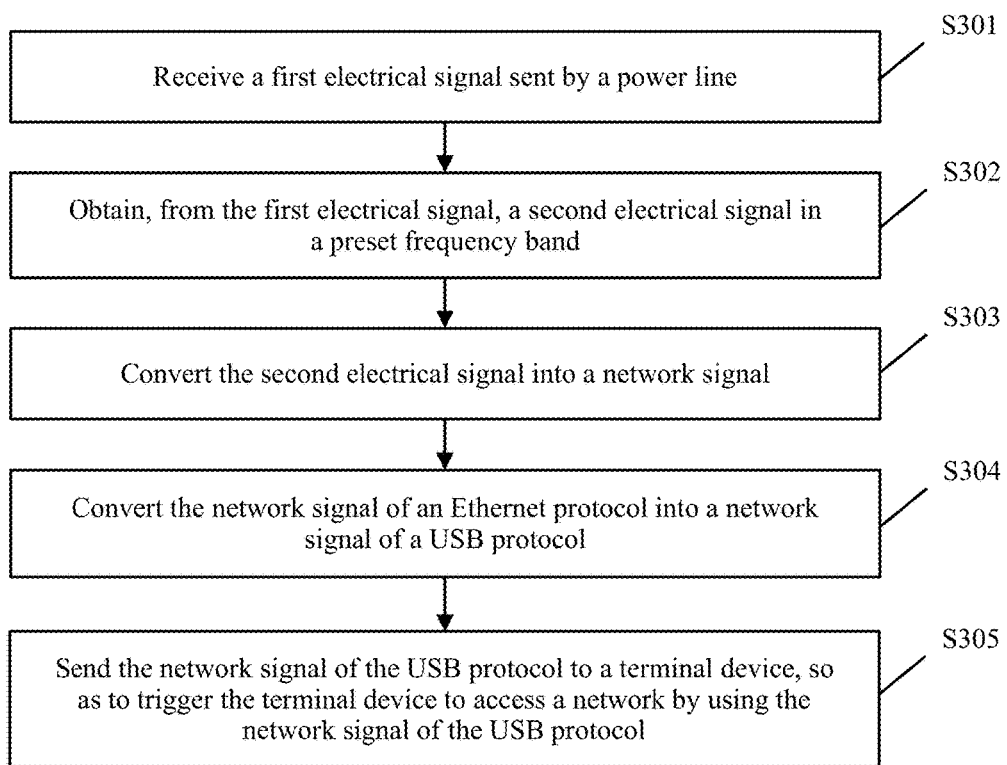 S301
Receive a first electrical signal sent by a power line
S302
Obtain, from the first electrical signal, a second electrical signal in
a preset frequency band
S303
Convert the second electrical signal into a network signal
S304
Convert the network signal of an Ethernet protocol into a network
signal of a USB protocol
S305
Send the network signal of the USB protocol to a terminal device, so
as to trigger the terminal device to access a network by using the
network signal of the USB protocol